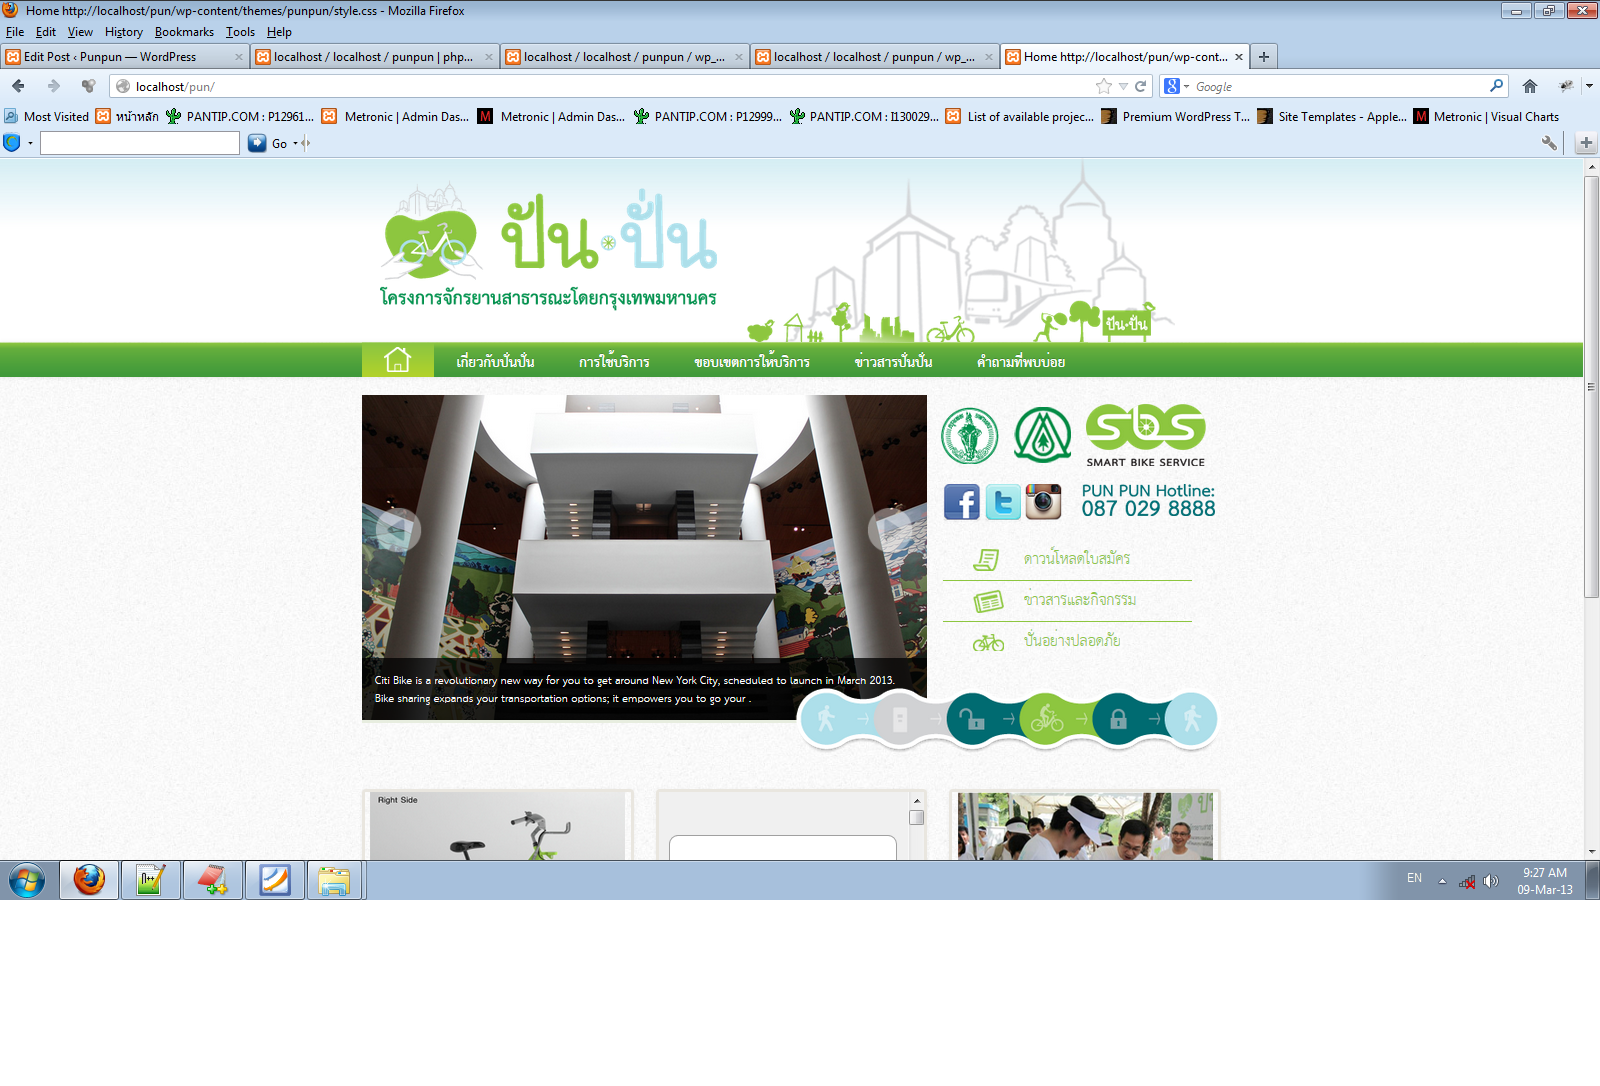 Home http://localhost/pun/wp-content/themes/punpun/style.css - Mozilla Firefox
File Edit View History Bookmarks Tools Help
Edit Post ‹ Punpun — WordPress
localhost / localhost / punpun | php...
localhost / localhost / punpun / wp_...
localhost / localhost / punpun / wp_...
Home http://localhost/pun/wp-cont...
localhost/pun/
Google
Most Visited
หน้าหลัก
PANTIP.COM : P12961...
Metronic | Admin Das...
Metronic | Admin Das...
PANTIP.COM : P12999...
PANTIP.COM : I130029...
List of available projec...
Premium WordPress T...
Site Templates - Apple...
Metronic | Visual Charts
Go
ปัน ปั่น
โครงการจักรยานสาธารณะโดยกรุงเทพมหานคร
ปัน ปั่น
เกี่ยวกับปันปั่น
การใช้บริการ
ขอบเขตการให้บริการ
ข่าวสารปันปั่น
คำถามที่พบบ่อย
sbs
SMART BIKE SERVICE
PUN PUN Hotline:
087 029 8888
ดาวน์โหลดใบสมัคร
ข่าวสารและกิจกรรม
ปั่นอย่างปลอดภัย
Citi Bike is a revolutionary new way for you to get around New York City, scheduled to launch in March 2013.
Bike sharing expands your transportation options; it empowers you to go your .
Right Side
EN
9:27 AM
09-Mar-13